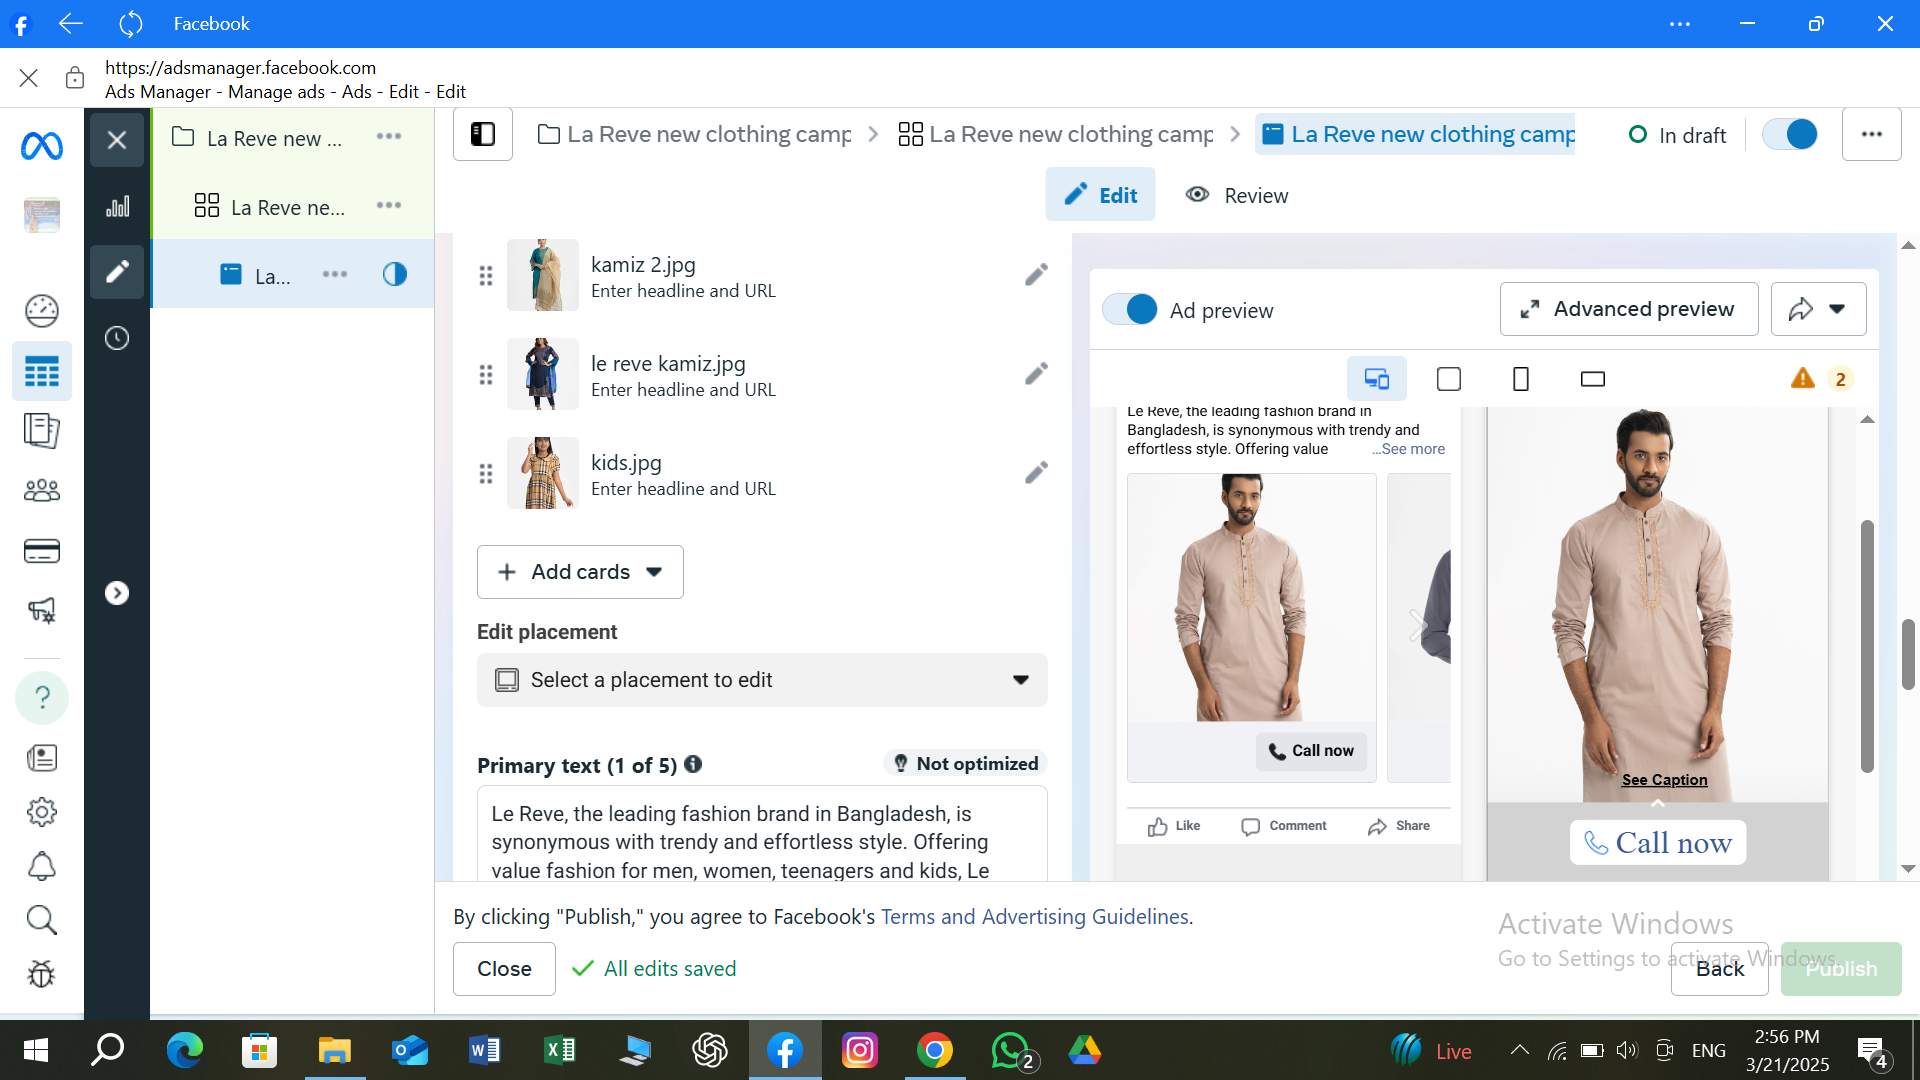 Facebook
https://adsmanager.facebook.com
Ads Manager - Manage ads - Ads - Edit - Edit
La Reve new ...
La Reve ne...
La...
La Reve new clothing camp
La Reve new clothing camp
La Reve new clothing camp
In draft
Edit
Review
kamiz 2.jpg
Enter headline and URL
le reve kamiz.jpg
Enter headline and URL
kids.jpg
Enter headline and URL
+ Add cards
Edit placement
Select a placement to edit
Primary text (1 of 5)
Not optimized
Le Reve, the leading fashion brand in Bangladesh, is
synonymous with trendy and effortless style. Offering
value fashion for men, women, teenagers and kids, Le
Ad preview
Advanced preview
2
Le Reve, the leading fashion brand in
Bangladesh, is synonymous with trendy and
effortless style. Offering value ...See more
Call now
Like
Comment
Share
See Caption
Call now
By clicking "Publish," you agree to Facebook's Terms and Advertising Guidelines.
Close
All edits saved
Activate Windows
Go to Settings to activate Windows.
Back
Publish
2
Live
ENG
2:56 PM
3/21/2025
4